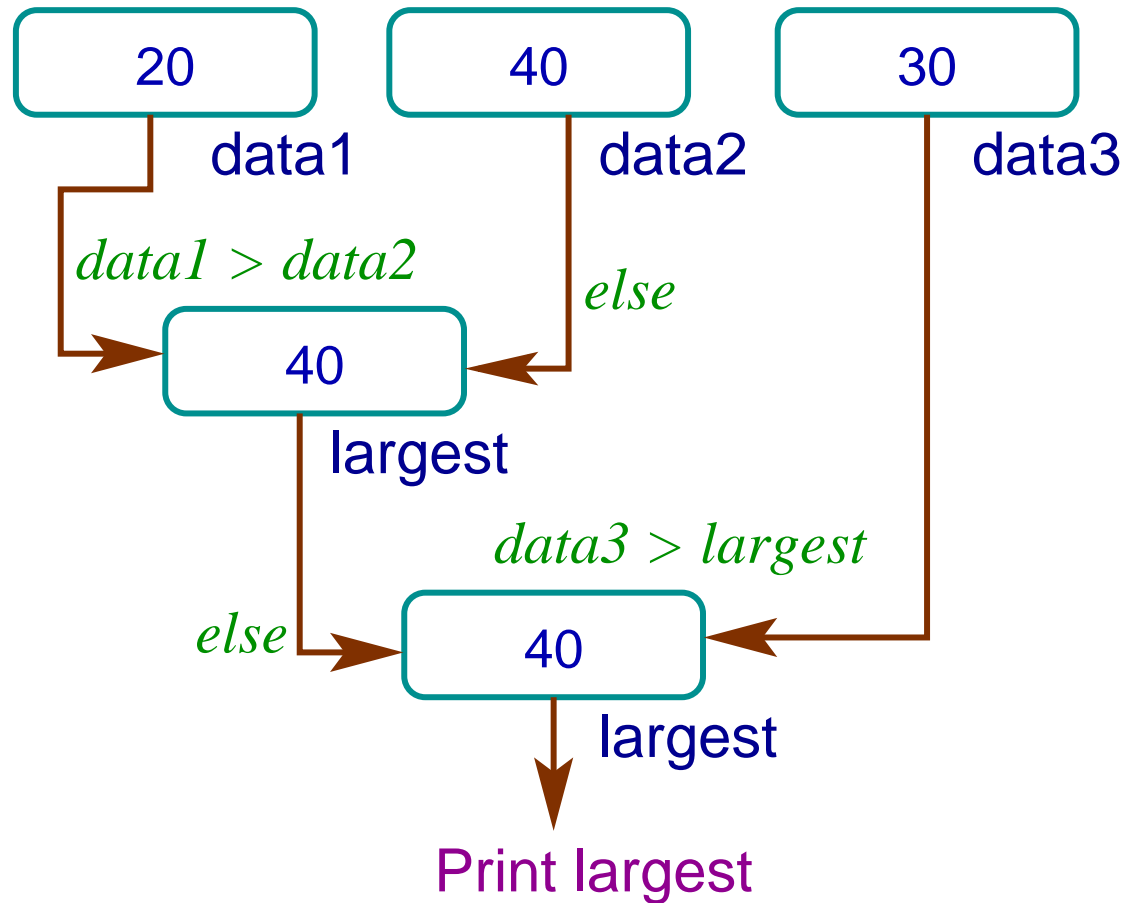 20 40 30
data1 data2 data3
data1 > data2
else
40
largest
data3 > largest
else
40
largest
Print largest